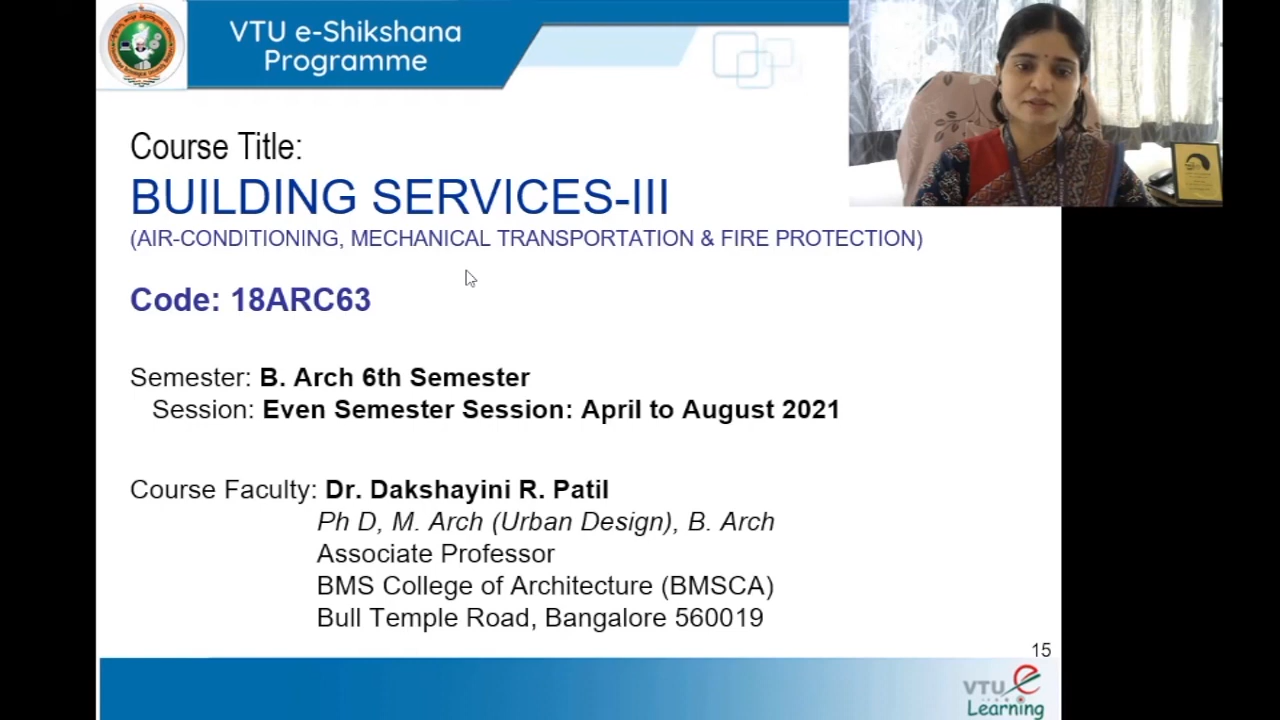 VTU e-Shikshana
Programme
Course Title:
BUILDING SERVICES-III
(AIR-CONDITIONING, MECHANICAL TRANSPORTATION & FIRE PROTECTION)
Code: 18ARC63
Semester: B. Arch 6th Semester
Session: Even Semester Session: April to August 2021
Course Faculty: Dr. Dakshayini R. Patil
Ph D, M. Arch (Urban Design), B. Arch
Associate Professor
BMS College of Architecture (BMSCA)
Bull Temple Road, Bangalore 560019
15
VTU e
Learning